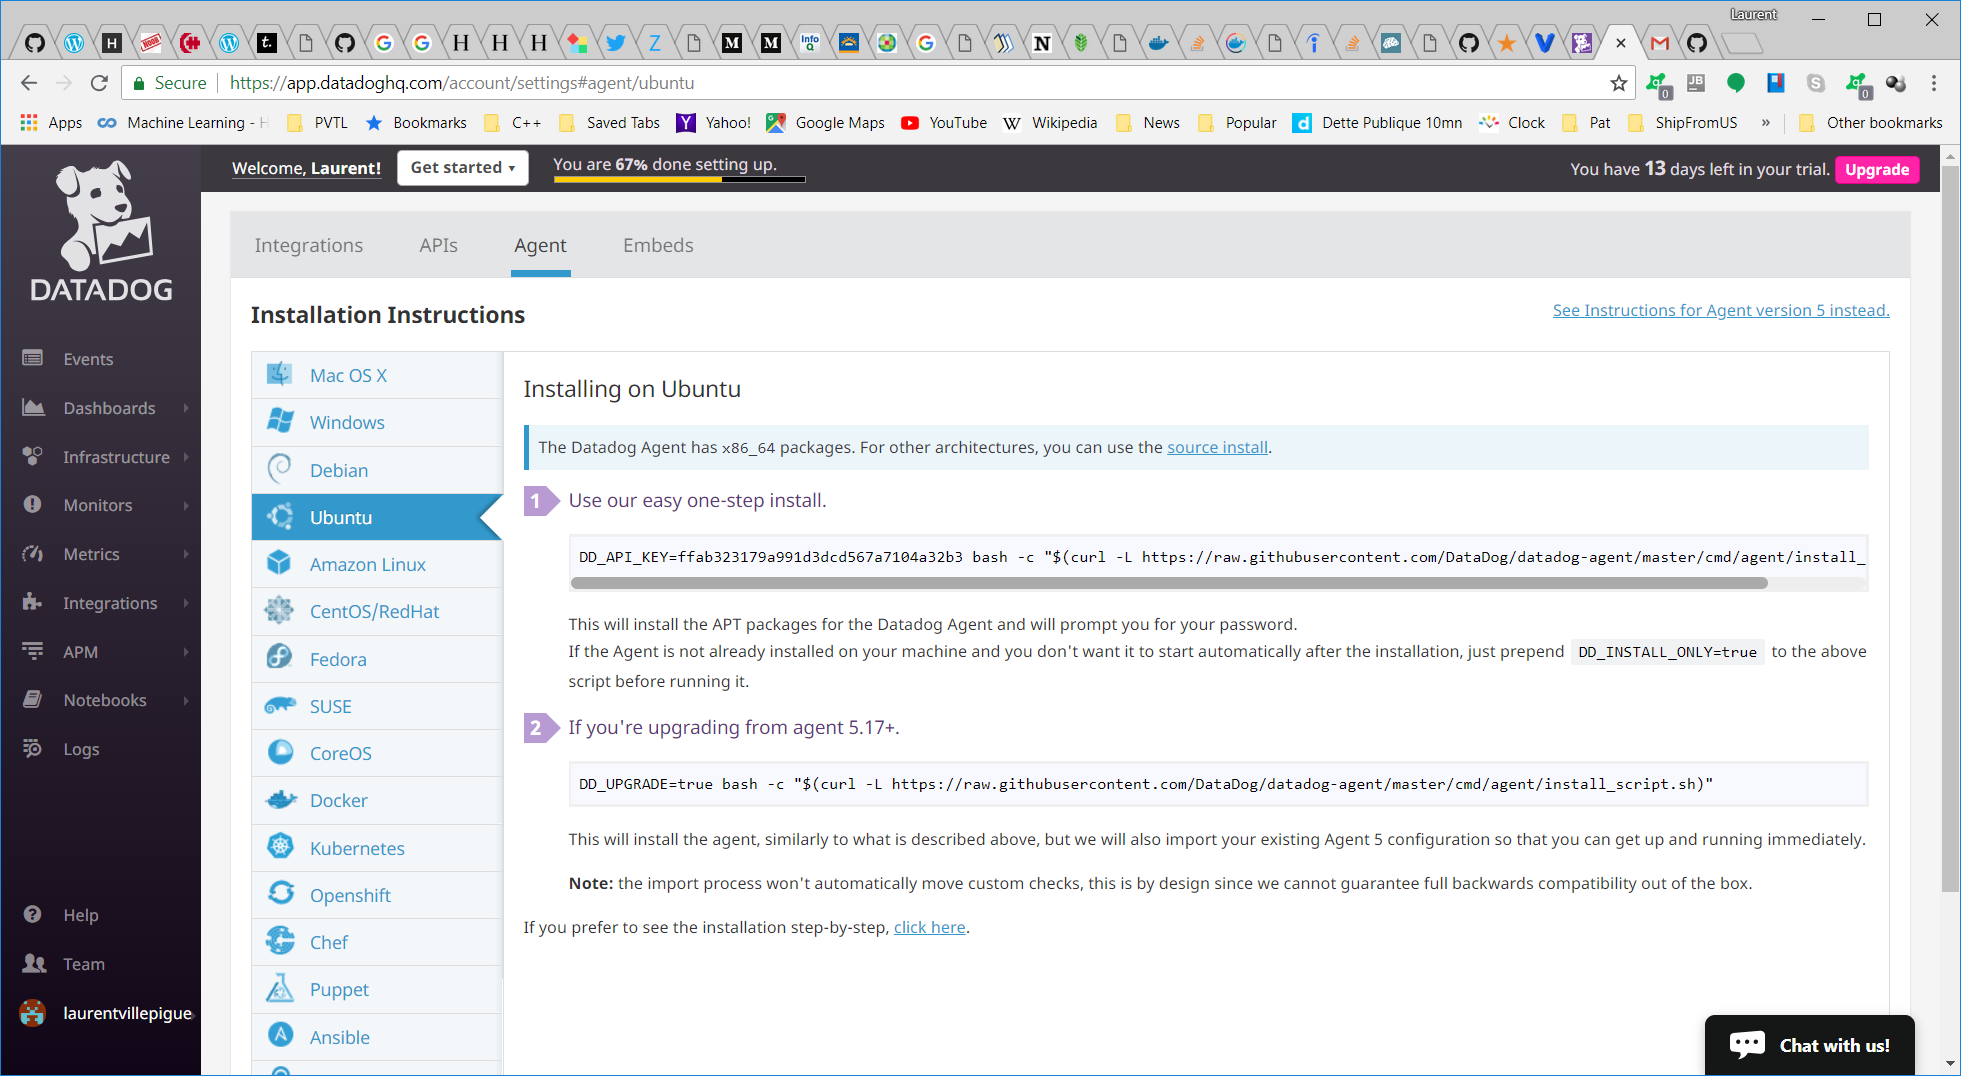 Laurent
Secure https://app.datadoghq.com/account/settings#agent/ubuntu
Apps Machine Learning - PVTL Bookmarks C++ Saved Tabs Yahoo! Google Maps YouTube Wikipedia News Popular Dette Publique 10mn Clock Pat ShipFromUS » Other bookmarks
Welcome, Laurent! Get started You are 67% done setting up. You have 13 days left in your trial. Upgrade
DATADOG
Events
Dashboards
Infrastructure
Monitors
Metrics
Integrations
APM
Notebooks
Logs
Help
Team
laurentvillepigue
Integrations APIs Agent Embeds
Installation Instructions
See Instructions for Agent version 5 instead.
Mac OS X
Windows
Debian
Ubuntu
Amazon Linux
CentOS/RedHat
Fedora
SUSE
CoreOS
Docker
Kubernetes
Openshift
Chef
Puppet
Ansible
Installing on Ubuntu
The Datadog Agent has x86_64 packages. For other architectures, you can use the source install.
1 Use our easy one-step install.
DD_API_KEY=ffab323179a991d3dcd567a7104a32b3 bash -c "$(curl -L https://raw.githubusercontent.com/DataDog/datadog-agent/master/cmd/agent/install_
This will install the APT packages for the Datadog Agent and will prompt you for your password.
If the Agent is not already installed on your machine and you don't want it to start automatically after the installation, just prepend DD_INSTALL_ONLY=true to the above
script before running it.
2 If you're upgrading from agent 5.17+.
DD_UPGRADE=true bash -c "$(curl -L https://raw.githubusercontent.com/DataDog/datadog-agent/master/cmd/agent/install_script.sh)"
This will install the agent, similarly to what is described above, but we will also import your existing Agent 5 configuration so that you can get up and running immediately.
Note: the import process won't automatically move custom checks, this is by design since we cannot guarantee full backwards compatibility out of the box.
If you prefer to see the installation step-by-step, click here.
Chat with us!